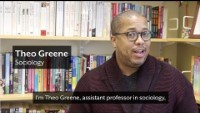 Theo Greene
Sociology
I'm Theo Greene, assistant professor in sociology,